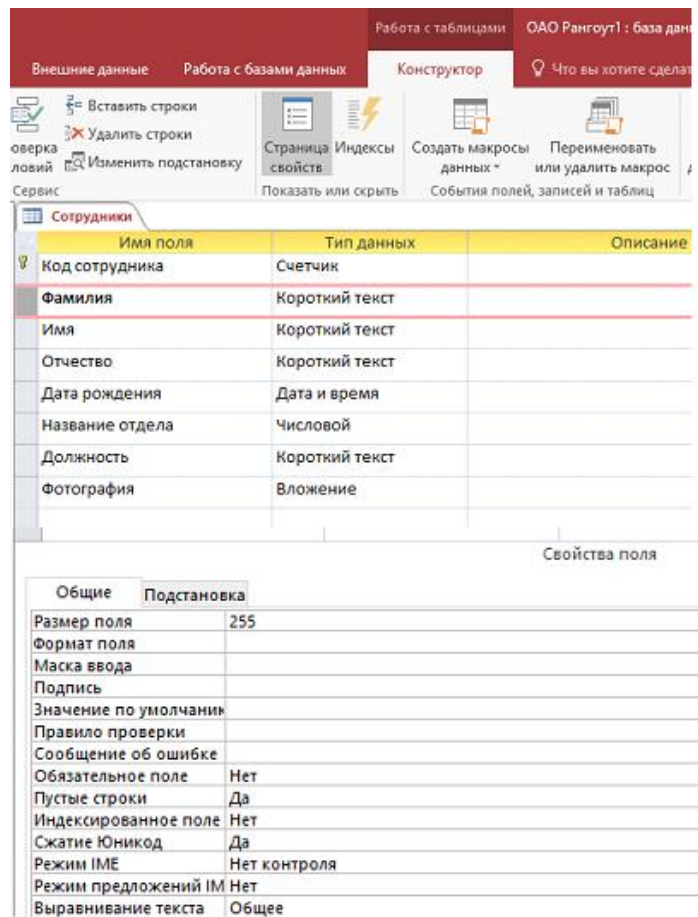 Работа с таблицами ОАО Рангоут1 : база дан
Внешние данные Работа с базами данных Конструктор Что вы хотите сделат
Вставить строки
Удалить строки
Изменить подстановку
оверка
ловий
Страница свойств
Индексы
Создать макросы данных
Переименовать или удалить макрос
Сервис Показать или скрыть События полей, записей и таблиц
Сотрудники
Имя поля Тип данных Описание
Код сотрудника Счетчик
Фамилия Короткий текст
Имя Короткий текст
Отчество Короткий текст
Дата рождения Дата и время
Название отдела Числовой
Должность Короткий текст
Фотография Вложение
Свойства поля
Общие Подстановка
Размер поля 255
Формат поля
Маска ввода
Подпись
Значение по умолчани
Правило проверки
Сообщение об ошибке
Обязательное поле Нет
Пустые строки Да
Индексированное поле Нет
Сжатие Юникод Да
Режим IME Нет контроля
Режим предложений IM Нет
Выравнивание текста Общее